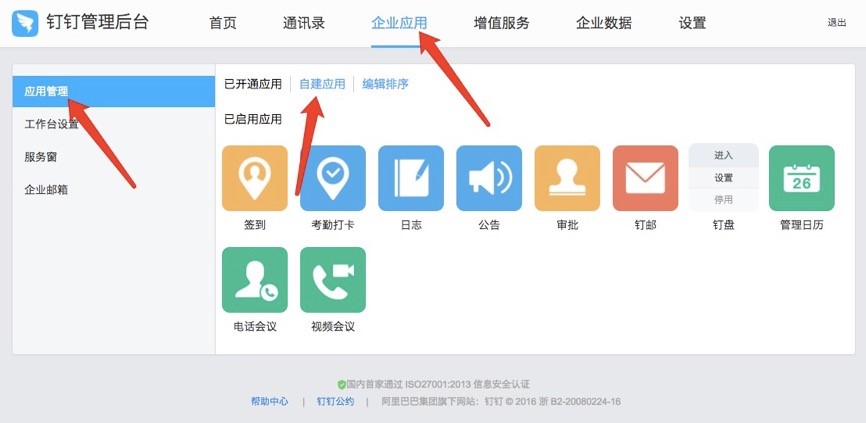 钉钉管理后台 首页 通讯录 企业应用 增值服务 企业数据 设置 退出
应用管理
工作台设置
服务窗
企业邮箱
已开通应用 自建应用 编辑排序
已启用应用
进入
设置
停用
26
签到 考勤打卡 日志 公告 审批 钉邮 钉盘 管理日历
电话会议 视频会议
国内首家通过 ISO27001:2013 信息安全认证
帮助中心 | 钉钉公约 | 阿里巴巴集团旗下网站：钉钉 © 2016 浙 B2-20080224-16